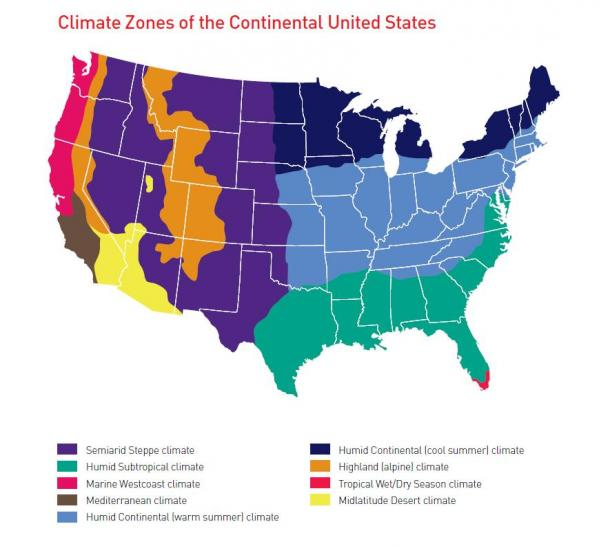 Climate Zones of the Continental United States
Semiarid Steppe climate
Humid Subtropical climate
Marine Westcoast climate
Mediterranean climate
Humid Continental (warm summer) climate
Humid Continental (cool summer) climate
Highland (alpine) climate
Tropical Wet/Dry Season climate
Midlatitude Desert climate